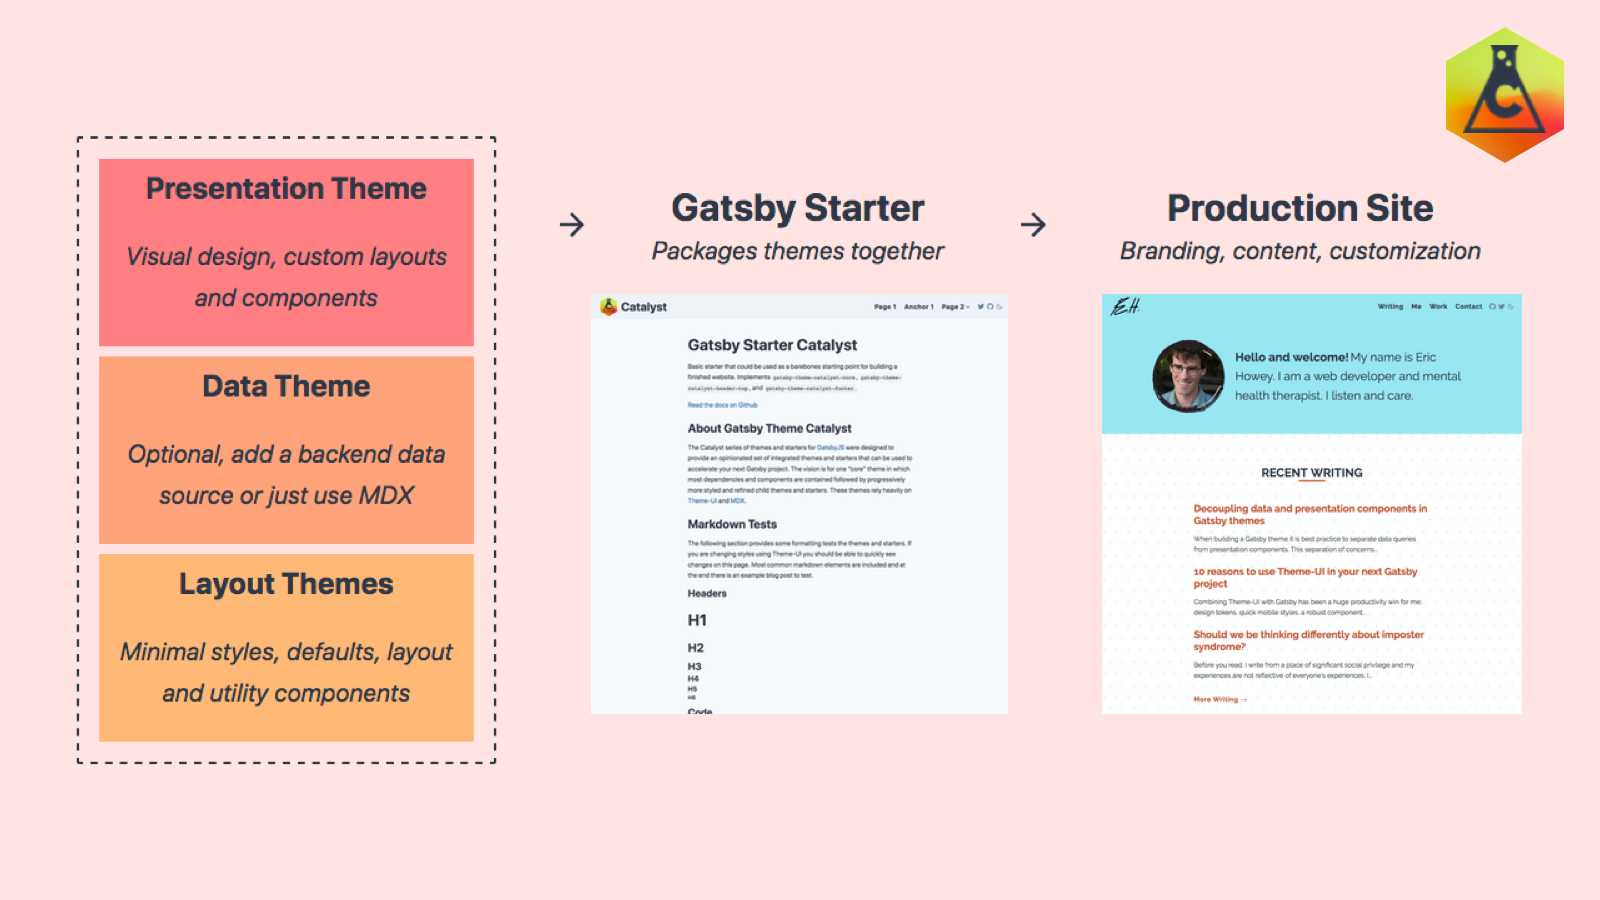 C
Presentation Theme
Visual design, custom layouts
and components
Data Theme
Optional, add a backend data
source or just use MDX
Layout Themes
Minimal styles, defaults, layout
and utility components
→
Gatsby Starter
Packages themes together
Catalyst
Page 1 Anchor 1 Page 2
Gatsby Starter Catalyst
Basic starter that could be used as a barebones starting point for building a
finished website. Implements gatsby-theme-catalyst-core, gatsby-theme-
catalyst-header-top, and gatsby-theme-catalyst-footer.
Read the docs on Github
About Gatsby Theme Catalyst
The Catalyst series of themes and starters for GatsbyJS were designed to
provide an opinionated set of integrated themes and starters that can be used to
accelerate your next Gatsby project. The vision is for one "core" theme in which
most dependencies and components are contained followed by progressively
more styled and refined child themes and starters. These themes rely heavily on
Theme-UI and MDX.
Markdown Tests
The following section provides some formatting tests the themes and starters. If
you are changing styles using Theme-UI you should be able to quickly see
changes on this page. Most common markdown elements are included and at
the end there is an example blog post to test.
Headers
H1
H2
H3
H4
H5
H6
Code
→
Production Site
Branding, content, customization
EH.
Writing Me Work Contact
Hello and welcome! My name is Eric
Howey. I am a web developer and mental
health therapist. I listen and care.
RECENT WRITING
Decoupling data and presentation components in
Gatsby themes
When building a Gatsby theme it is best practice to separate data queries
from presentation components. This separation of concerns...
10 reasons to use Theme-UI in your next Gatsby
project
Combining Theme-UI with Gatsby has been a huge productivity win for me:
design tokens, quick mobile styles, a robust component...
Should we be thinking differently about imposter
syndrome?
Before you read: I write from a place of significant social privilege and my
experiences are not reflective of everyone's experiences. I...
More Writing →